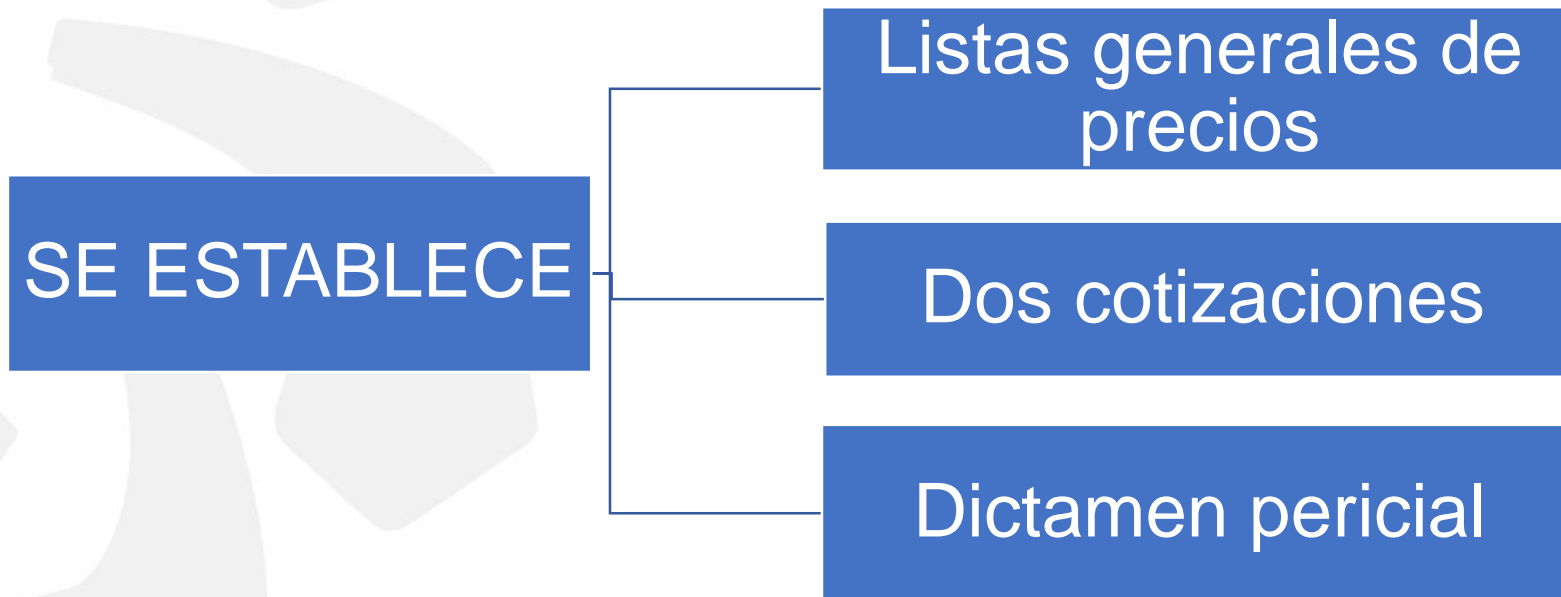 SE ESTABLECE
Listas generales de
precios
Dos cotizaciones
Dictamen pericial